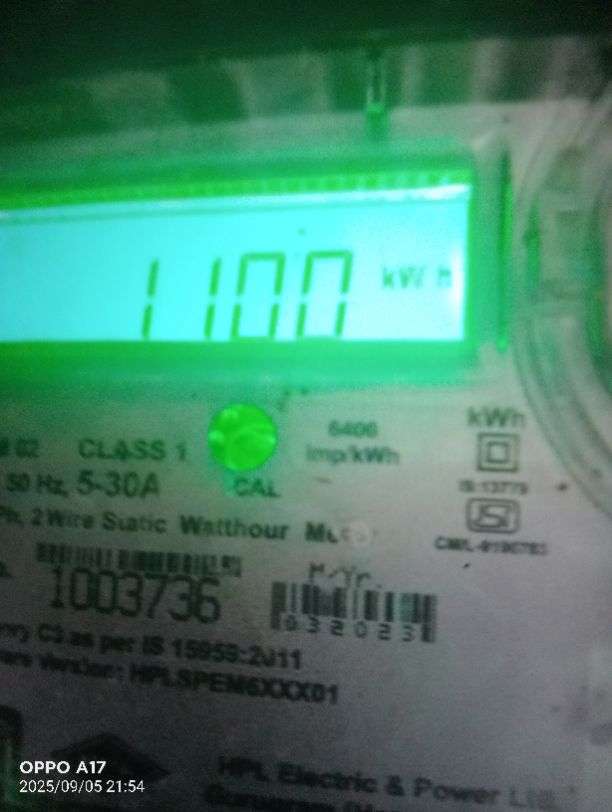 1100 kWh
CLASS 1
6400
imp/kWh
kWh
50 Hz, 5-30A
CAL
IS:13779
2 Wire Static Watthour
1003736
M/Yr.
032023
C3 as per IS 15959:2011
version: HPLSPEM6XXX01
HPL Electric & Power
OPPO A17
2025/09/05 21:54